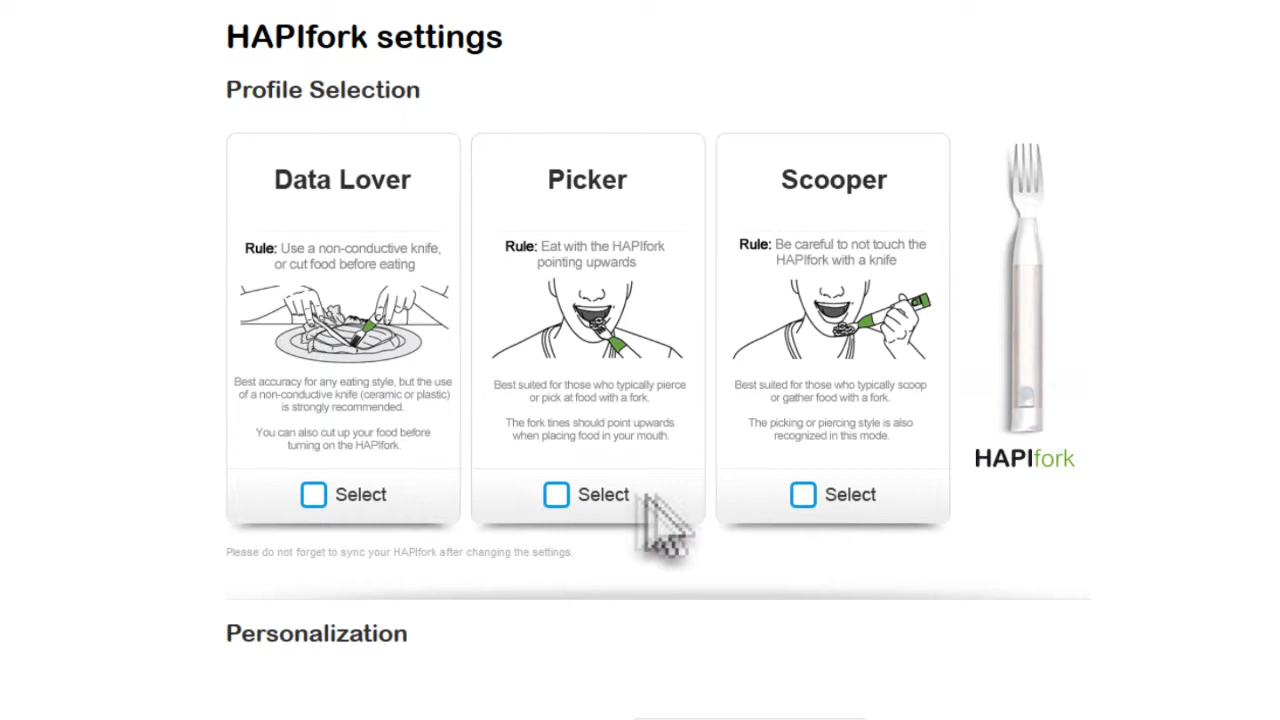 HAPIfork settings
Profile Selection
Data Lover
Rule: Use a non-conductive knife,
or cut food before eating
Best accuracy for any eating style, but the use
of a non-conductive knife (ceramic or plastic)
is strongly recommended.
You can also cut up your food before
turning on the HAPIfork.
Select
Picker
Rule: Eat with the HAPIfork
pointing upwards
Best suited for those who typically pierce
or pick at food with a fork.
The fork tines should point upwards
when placing food in your mouth.
Select
Scooper
Rule: Be careful to not touch the
HAPIfork with a knife
Best suited for those who typically scoop
or gather food with a fork.
The picking or piercing style is also
recognized in this mode.
Select
HAPIfork
Please do not forget to sync your HAPIfork after changing the settings.
Personalization